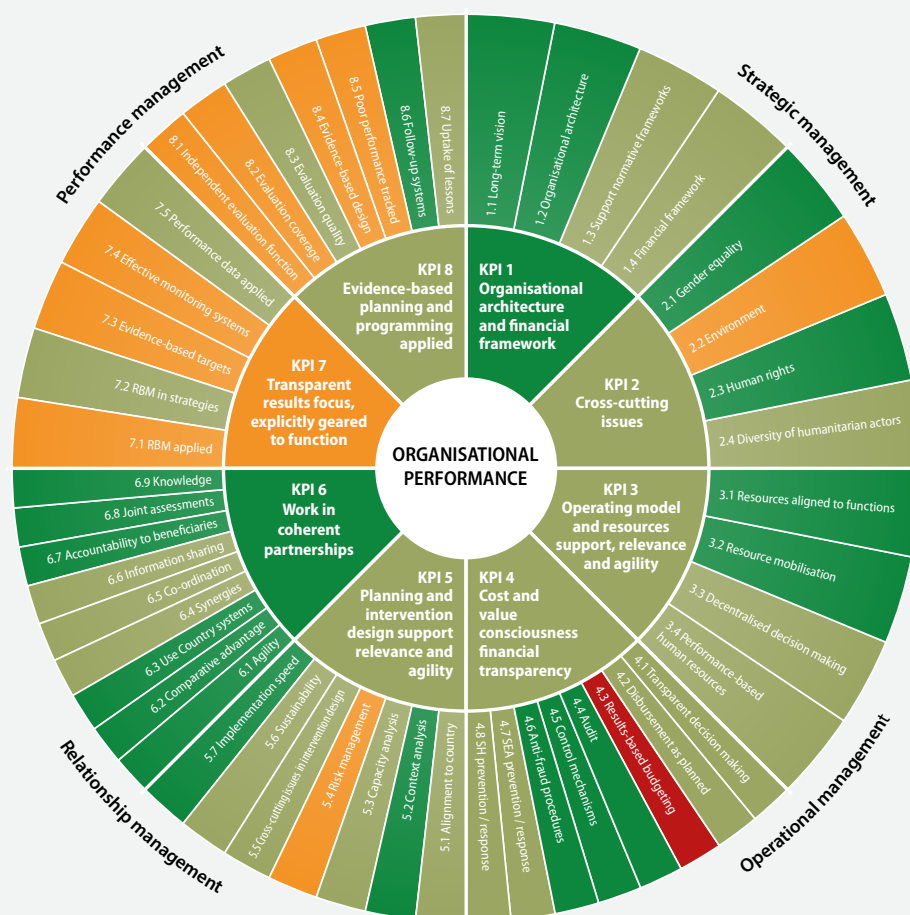 Performance management
Strategic management
Operational management
Relationship management
ORGANISATIONAL
PERFORMANCE
KPI 1
Organisational
architecture
and financial
framework
1.1 Long-term vision
1.2 Organisational architecture
1.3 Support normative frameworks
1.4 Financial framework
KPI 2
Cross-cutting
issues
2.1 Gender equality
2.2 Environment
2.3 Human rights
2.4 Diversity of humanitarian actors
KPI 3
Operating model
and resources
support, relevance
and agility
3.1 Resources aligned to functions
3.2 Resource mobilisation
3.3 Decentralised decision making
3.4 Performance-based
human resources
KPI 4
Cost and
value
consciousness
financial
transparency
4.1 Transparent decision making
4.2 Disbursement as planned
4.3 Results-based budgeting
4.4 Audit
4.5 Control mechanisms
4.6 Anti-fraud procedures
4.7 SEA prevention / response
4.8 SH prevention / response
KPI 5
Planning and
intervention
design support
relevance and
agility
5.1 Alignment to country
5.2 Context analysis
5.3 Capacity analysis
5.4 Risk management
5.5 Cross-cutting issues in intervention design
5.6 Sustainability
5.7 Implementation speed
KPI 6
Work in
coherent
partnerships
6.1 Agility
6.2 Comparative advantage
6.3 Use Country systems
6.4 Synergies
6.5 Co-ordination
6.6 Information sharing
6.7 Accountability to beneficiaries
6.8 Joint assessments
6.9 Knowledge
KPI 7
Transparent
results focus,
explicitly geared
to function
7.1 RBM applied
7.2 RBM in strategies
7.3 Evidence-based targets
7.4 Effective monitoring systems
7.5 Performance data applied
KPI 8
Evidence-based
planning and
programming
applied
8.1 Independent evaluation function
8.2 Evaluation coverage
8.3 Evaluation quality
8.4 Evidence-based design
8.5 Poor performance tracked
8.6 Follow-up systems
8.7 Uptake of lessons